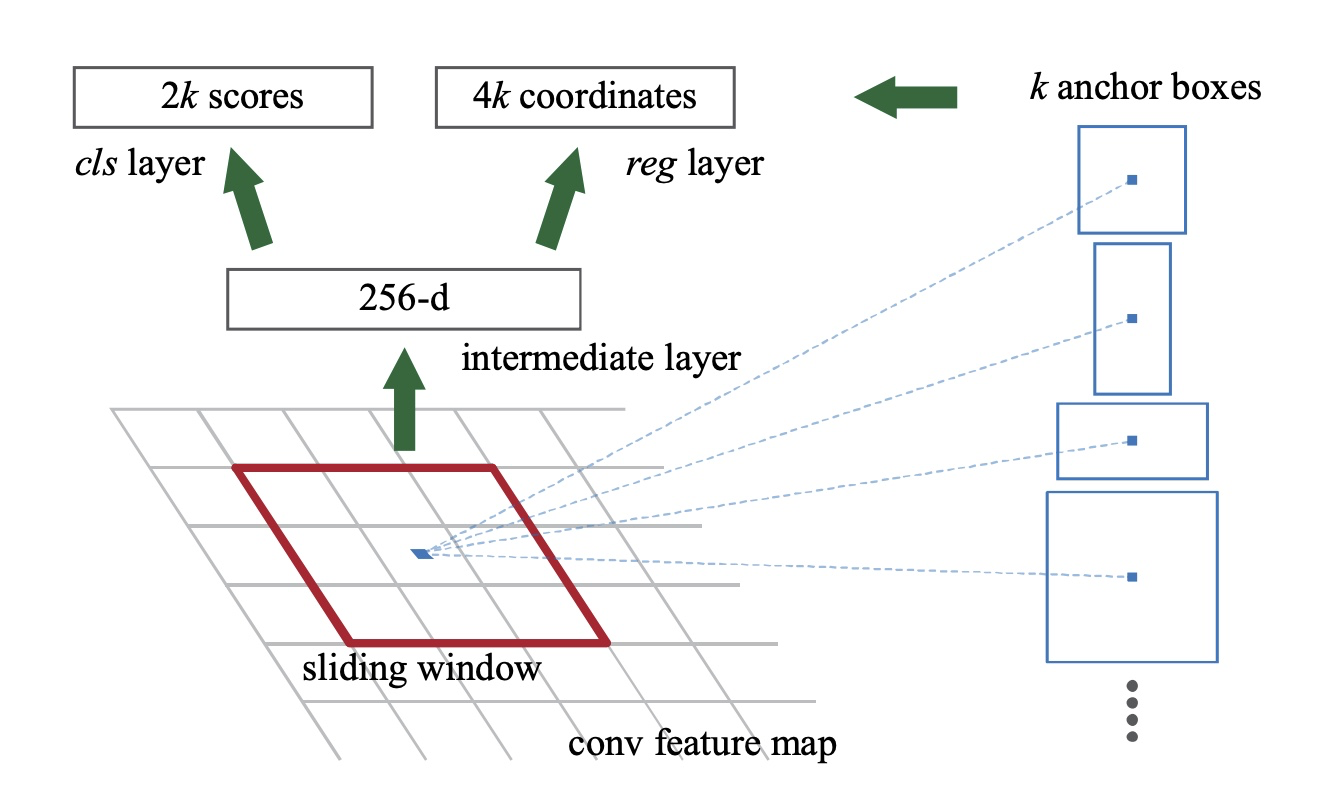 2k scores
4k coordinates
k anchor boxes
cls layer
reg layer
256-d
intermediate layer
sliding window
conv feature map